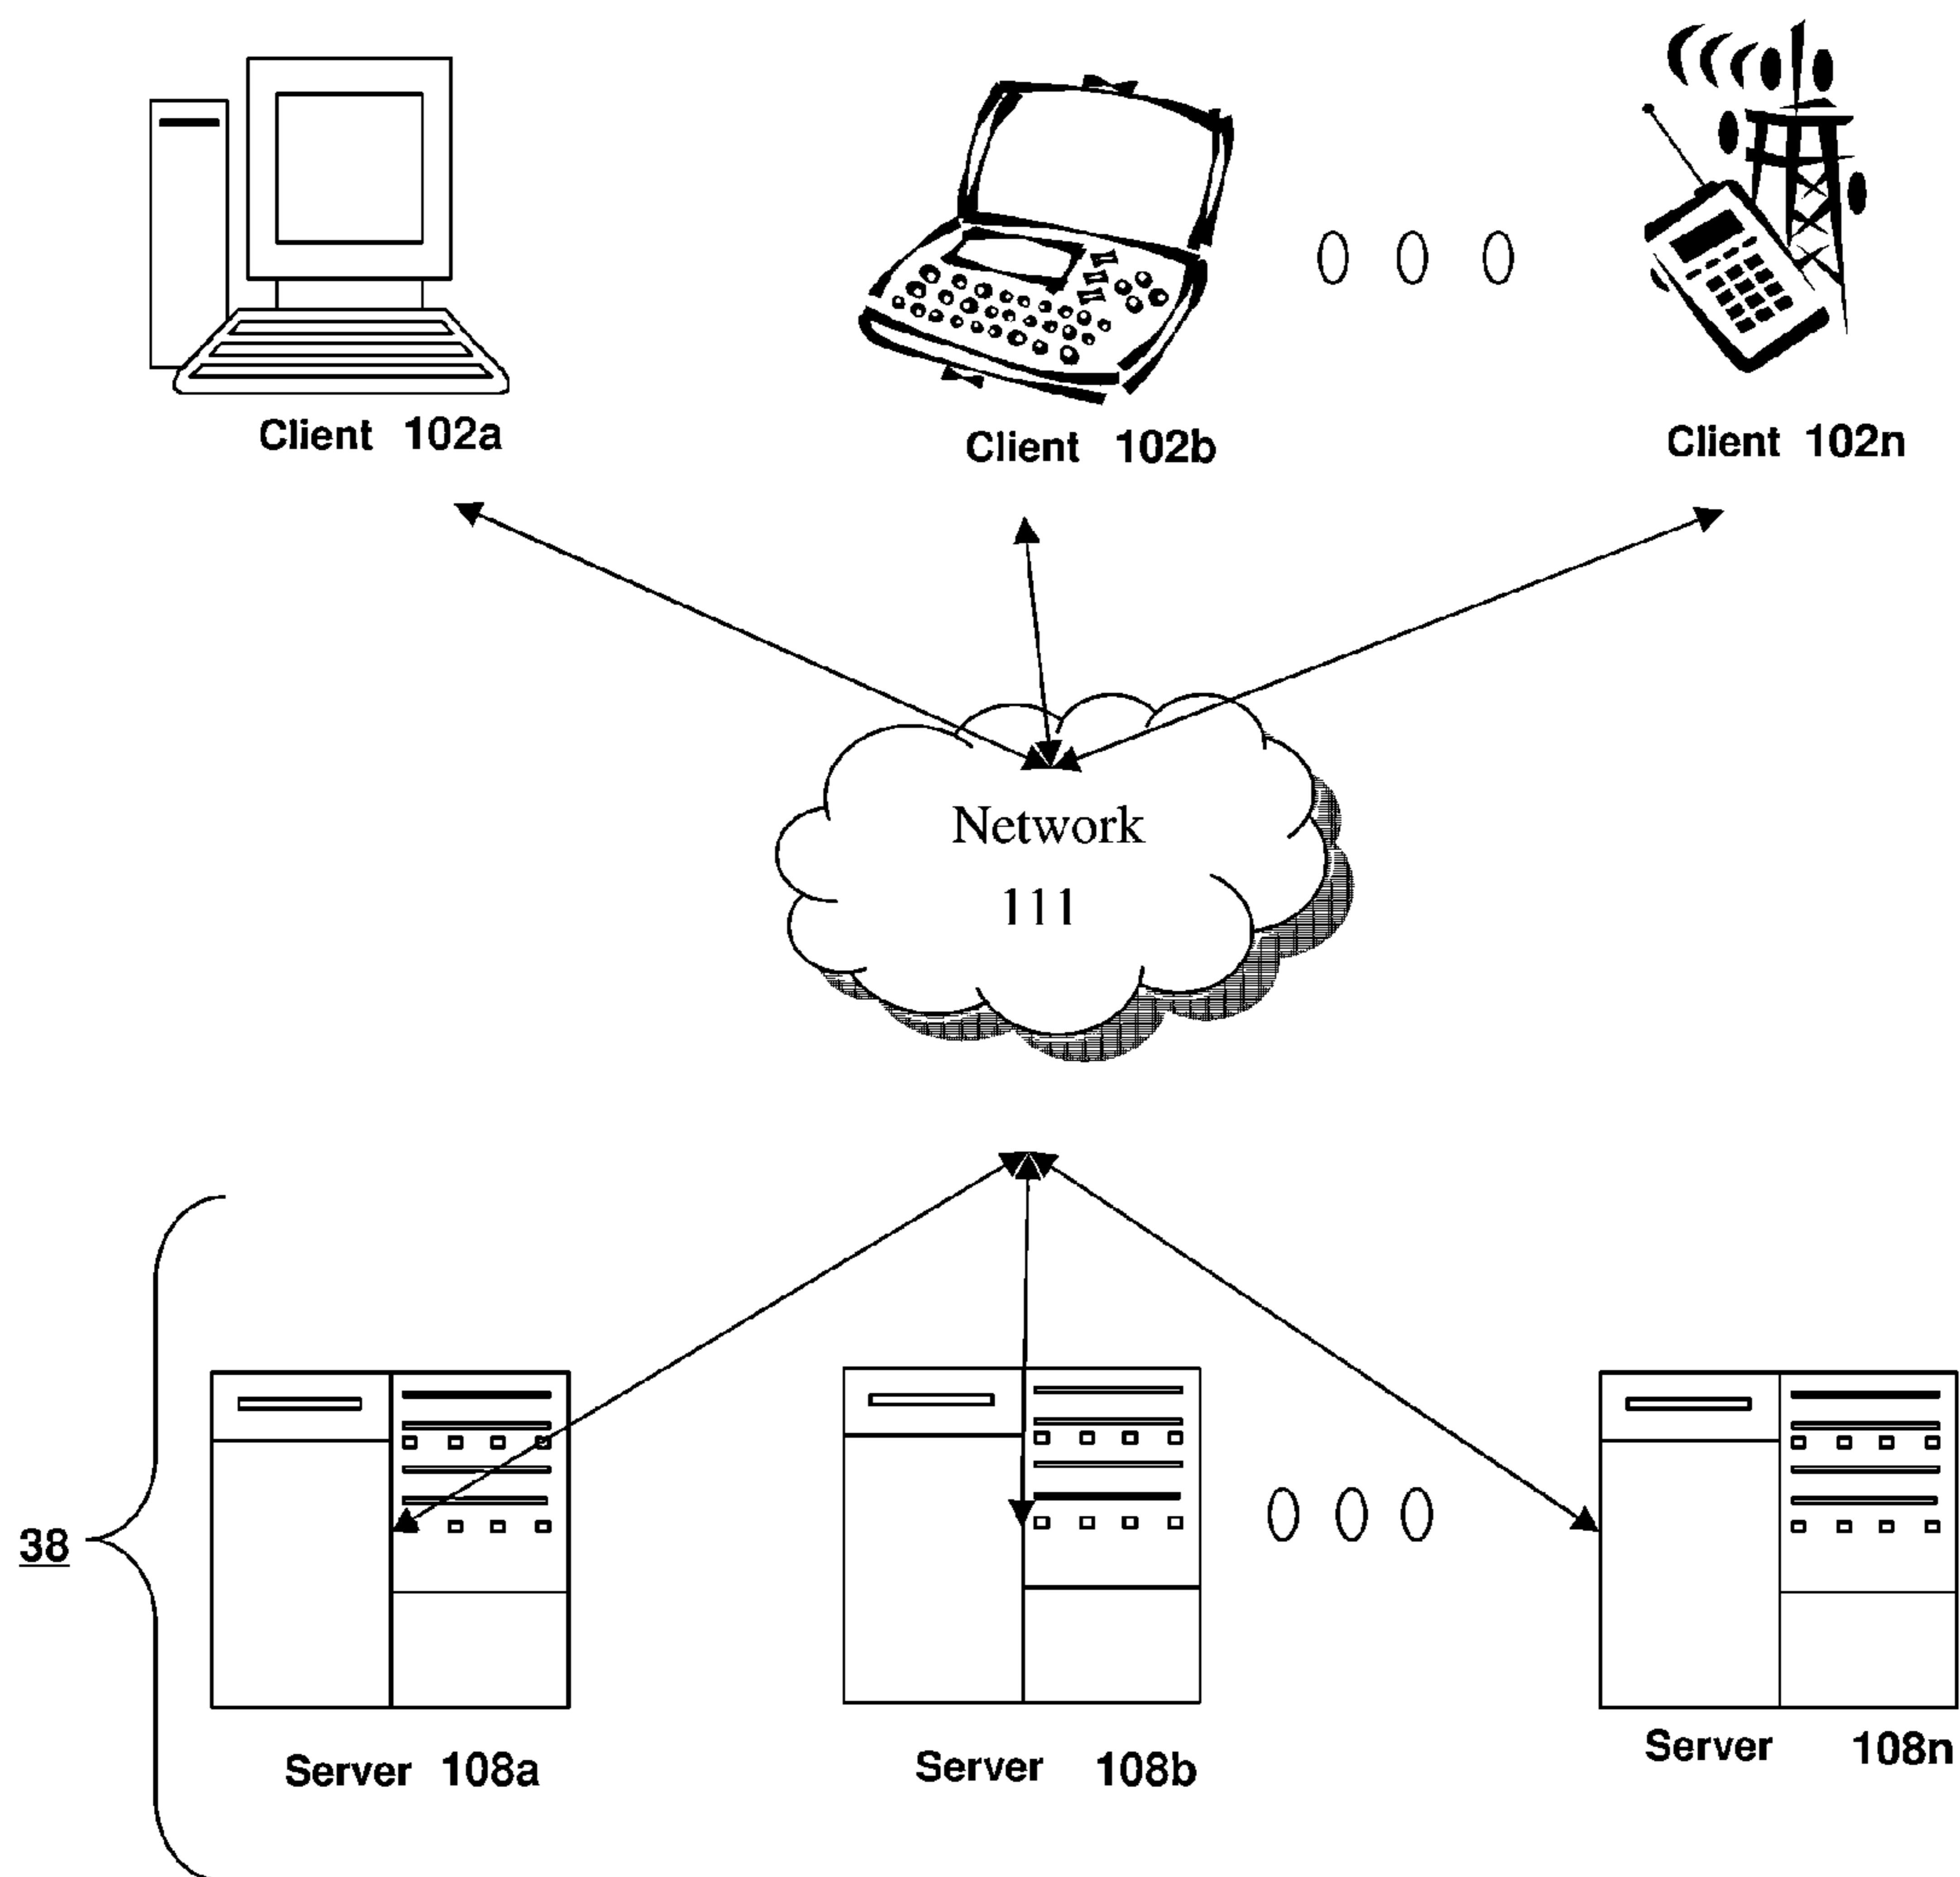 Client 102a
Client 102b
Client 102n
Network
111
38
Server 108a
Server 108b
Server 108n